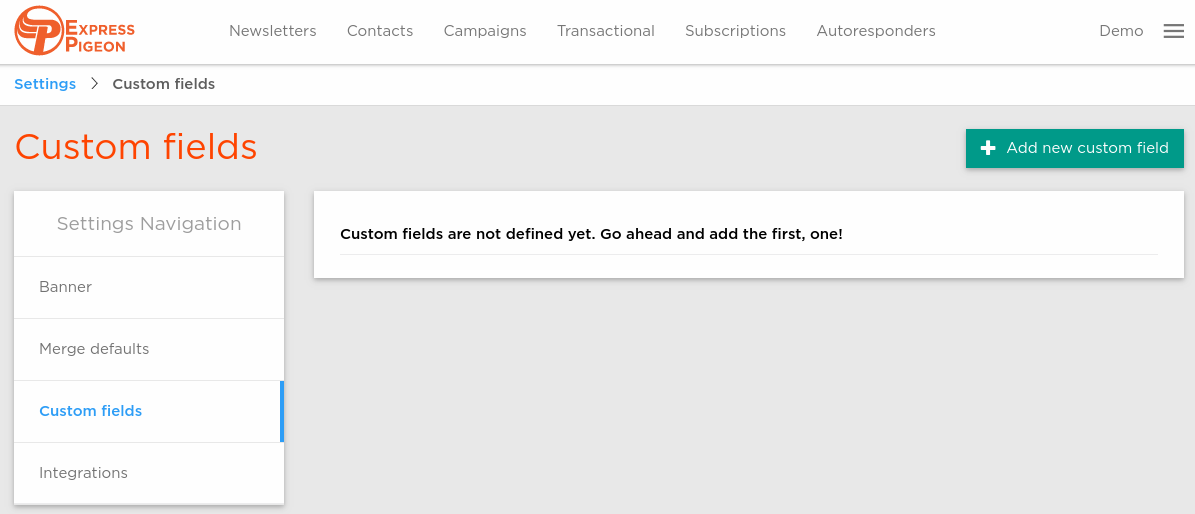 EXPRESS
PIGEON
Newsletters Contacts Campaigns Transactional Subscriptions Autoresponders Demo
Settings > Custom fields
Custom fields
Add new custom field
Settings Navigation
Custom fields are not defined yet. Go ahead and add the first, one!
Banner
Merge defaults
Custom fields
Integrations